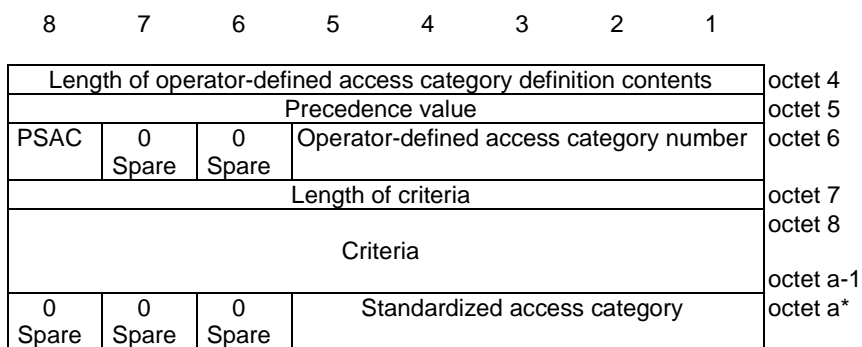 8 7 6 5 4 3 2 1
Length of operator-defined access category definition contents octet 4
Precedence value octet 5
PSAC 0 0 Operator-defined access category number octet 6
Spare Spare
Length of criteria octet 7
octet 8
Criteria
octet a-1
0 0 0 Standardized access category octet a*
Spare Spare Spare